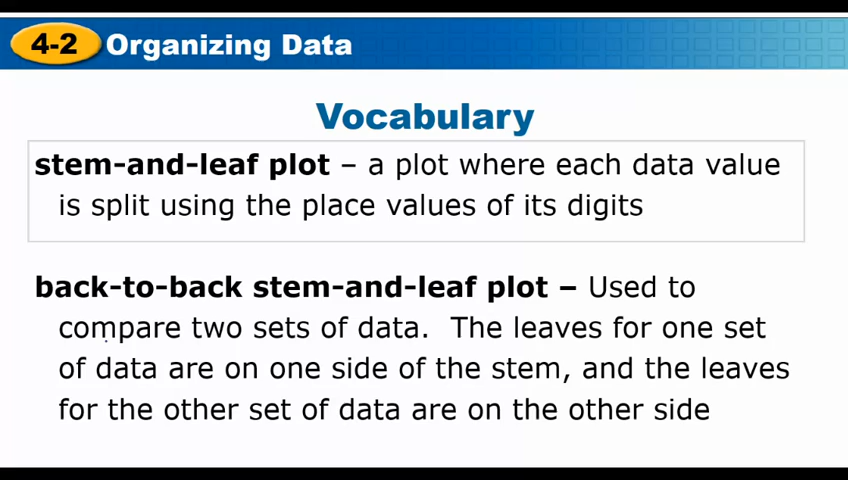 4-2 Organizing Data
Vocabulary
stem-and-leaf plot – a plot where each data value
is split using the place values of its digits
back-to-back stem-and-leaf plot – Used to
compare two sets of data.  The leaves for one set
of data are on one side of the stem, and the leaves
for the other set of data are on the other side